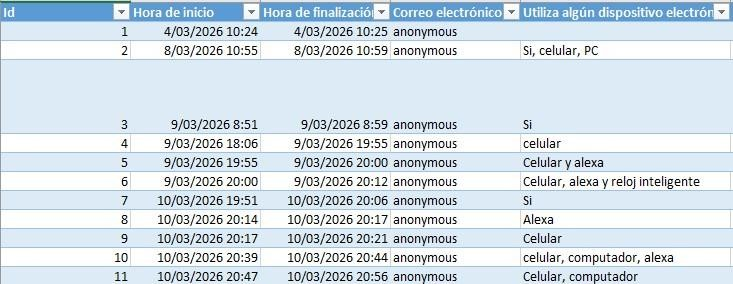 Id Hora de inicio Hora de finalización Correo electrónico Utiliza algún dispositivo electrón
1 4/03/2026 10:24 4/03/2026 10:25 anonymous
2 8/03/2026 10:55 8/03/2026 10:59 anonymous Si, celular, PC
3 9/03/2026 8:51 9/03/2026 8:59 anonymous Si
4 9/03/2026 18:06 9/03/2026 19:55 anonymous celular
5 9/03/2026 19:55 9/03/2026 20:00 anonymous Celular y alexa
6 9/03/2026 20:00 9/03/2026 20:12 anonymous Celular, alexa y reloj inteligente
7 10/03/2026 19:51 10/03/2026 20:06 anonymous Si
8 10/03/2026 20:14 10/03/2026 20:17 anonymous Alexa
9 10/03/2026 20:17 10/03/2026 20:21 anonymous Celular
10 10/03/2026 20:39 10/03/2026 20:44 anonymous celular, computador, alexa
11 10/03/2026 20:47 10/03/2026 20:56 anonymous Celular, computador